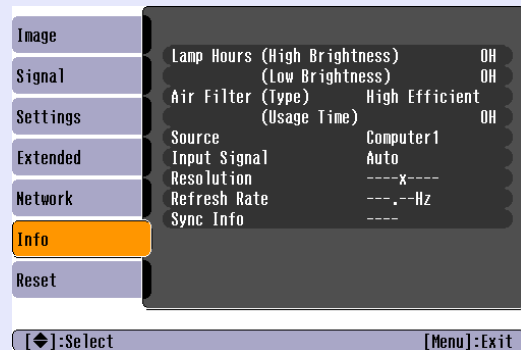 Image
Signal
Settings
Extended
Network
Info
Reset
Lamp Hours (High Brightness) 0H
(Low Brightness) 0H
Air Filter (Type) High Efficient
(Usage Time) 0H
Source Computer1
Input Signal Auto
Resolution ----x----
Refresh Rate ---.--Hz
Sync Info ----
[◆]:Select [Menu]:Exit